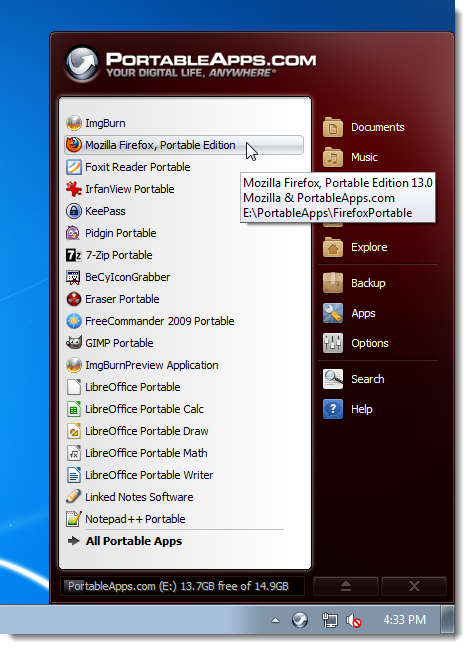 PORTABLEAPPS.COM
YOUR DIGITAL LIFE, ANYWHERE®
ImgBurn
Mozilla Firefox, Portable Edition
Foxit Reader Portable
IrfanView Portable
KeePass
Pidgin Portable
7-Zip Portable
BeCyIconGrabber
Eraser Portable
FreeCommander 2009 Portable
GIMP Portable
ImgBurnPreview Application
LibreOffice Portable
LibreOffice Portable Calc
LibreOffice Portable Draw
LibreOffice Portable Math
LibreOffice Portable Writer
Linked Notes Software
Notepad++ Portable
All Portable Apps
Documents
Music
Mozilla Firefox, Portable Edition 13.0
Mozilla & PortableApps.com
E:\PortableApps\FirefoxPortable
Explore
Backup
Apps
Options
Search
Help
PortableApps.com (E:) 13.7GB free of 14.9GB
4:33 PM